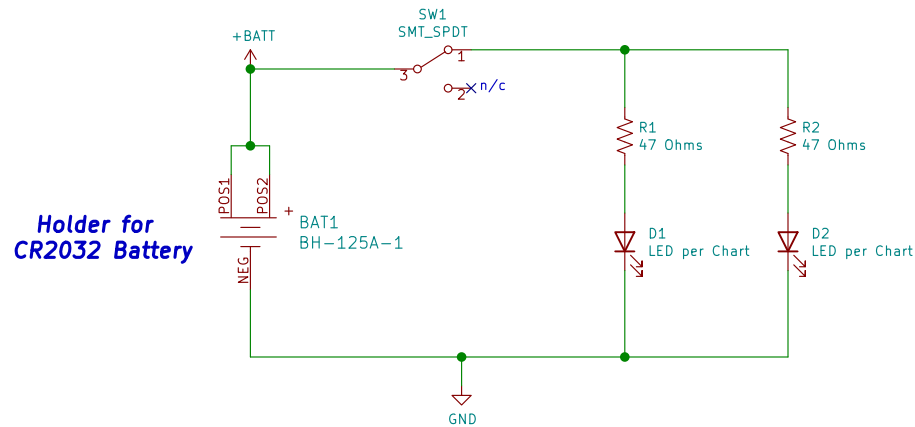 SW1
SMT_SPDT
+BATT
1
3
2
n/c
R1
47 Ohms
R2
47 Ohms
POS1
POS2
+
Holder for
CR2032 Battery
BAT1
BH-125A-1
NEG
D1
LED per Chart
D2
LED per Chart
GND